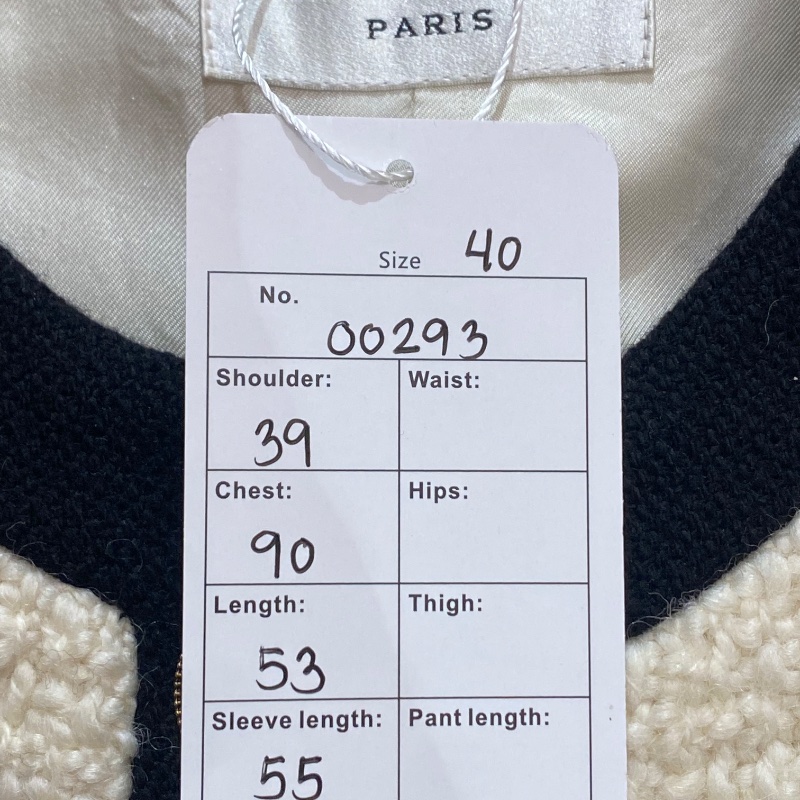 PARIS
Size 40
No.
00293
Shoulder: Waist:
39
Chest: Hips:
90
Length: Thigh:
53
Sleeve length: Pant length:
55